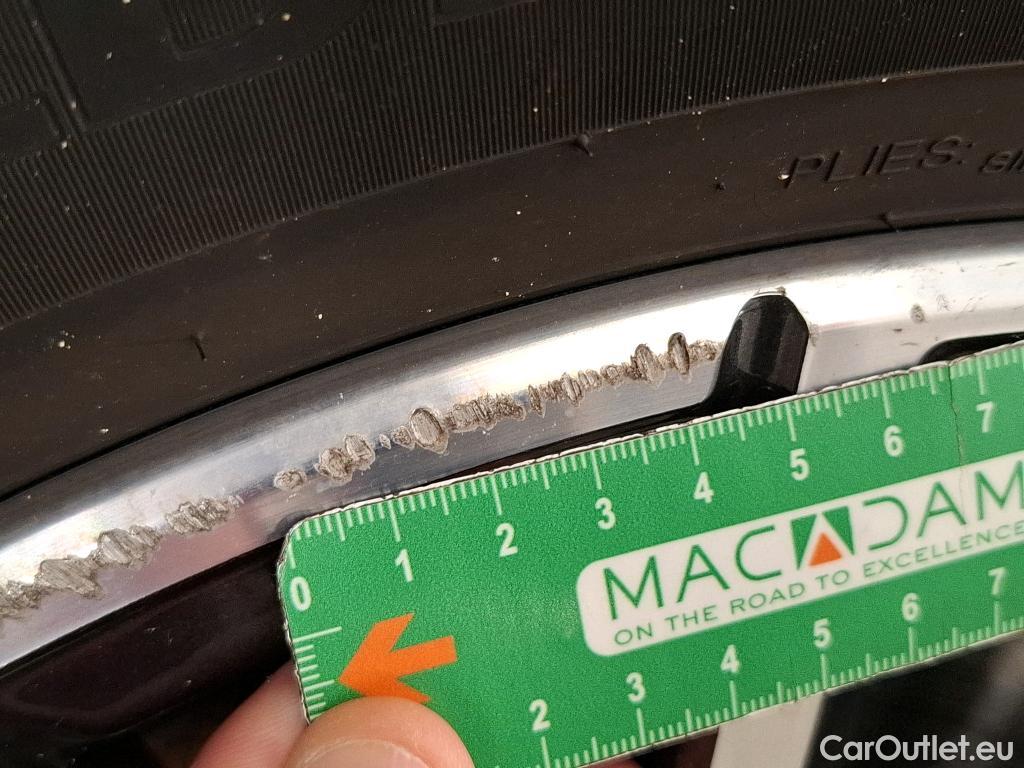 PLIES:
0 1 2 3 4 5 6 7
MACADAM
ON THE ROAD TO EXCELLENCE
2 3 4 5 6 7
CarOutlet.eu